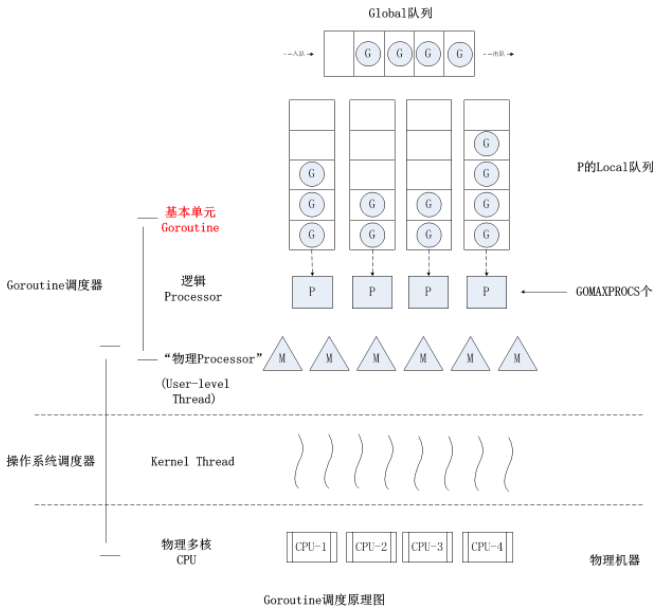 Global队列
---入队
G G G G
---出队
G
G G
P的Local队列
G G G G
基本单元
Goroutine
G G G G
Goroutine调度器
逻辑
Processor
P P P P
GOMAXPROCS个
“物理Processor”
M M M M M M
(User-level
Thread)
操作系统调度器
Kernel Thread
物理多核
CPU
CPU-1 CPU-2 CPU-3 CPU-4
物理机器
Goroutine调度原理图